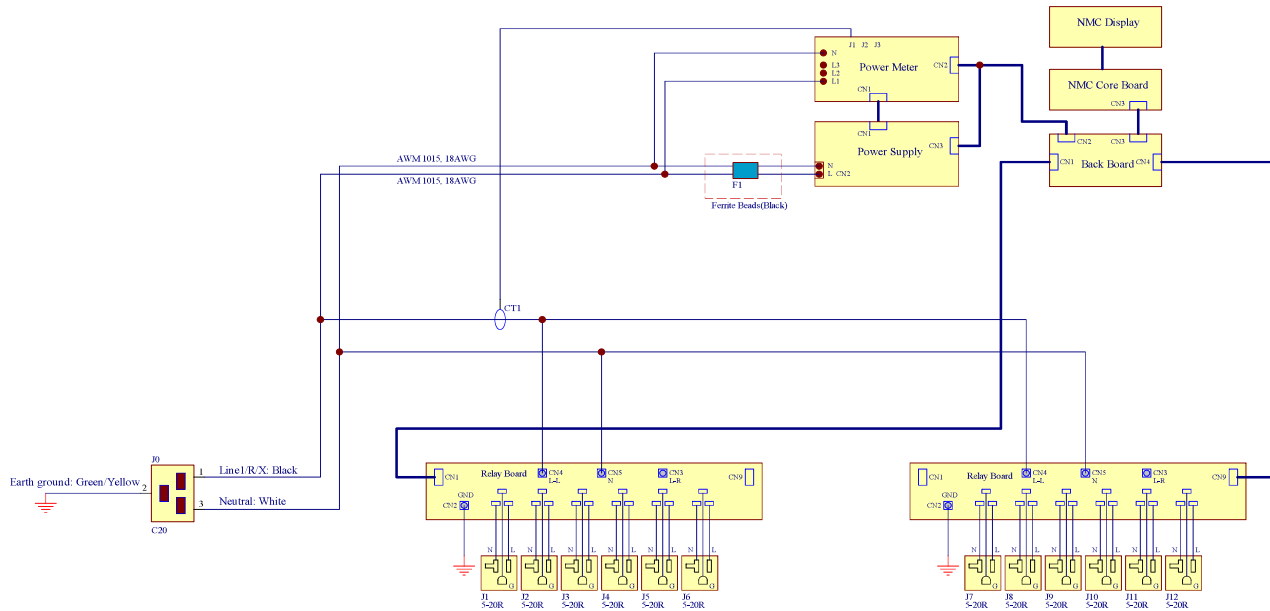 NMC Display
J1 J2 J3
N
L3
L2
L1
Power Meter
CN2
CN1
NMC Core Board
CN3
CN1
Power Supply
CN3
N
L CN2
CN2
CN3
CN1
Back Board
CN4
AWM 1015, 18AWG
AWM 1015, 18AWG
F1
Ferrite Beads(Black)
CT1
J0
1
Line1/R/X: Black
Earth ground: Green/Yellow
2
3
Neutral: White
C20
CN1
Relay Board
CN4
L-L
CN5
N
CN3
L-R
CN9
GND
CN2
N L N L N L N L N L N L
G G G G G G
J1 J2 J3 J4 J5 J6
5-20R 5-20R 5-20R 5-20R 5-20R 5-20R
CN1
Relay Board
CN4
L-L
CN5
N
CN3
L-R
CN9
GND
CN2
N L N L N L N L N L N L
G G G G G G
J7 J8 J9 J10 J11 J12
5-20R 5-20R 5-20R 5-20R 5-20R 5-20R